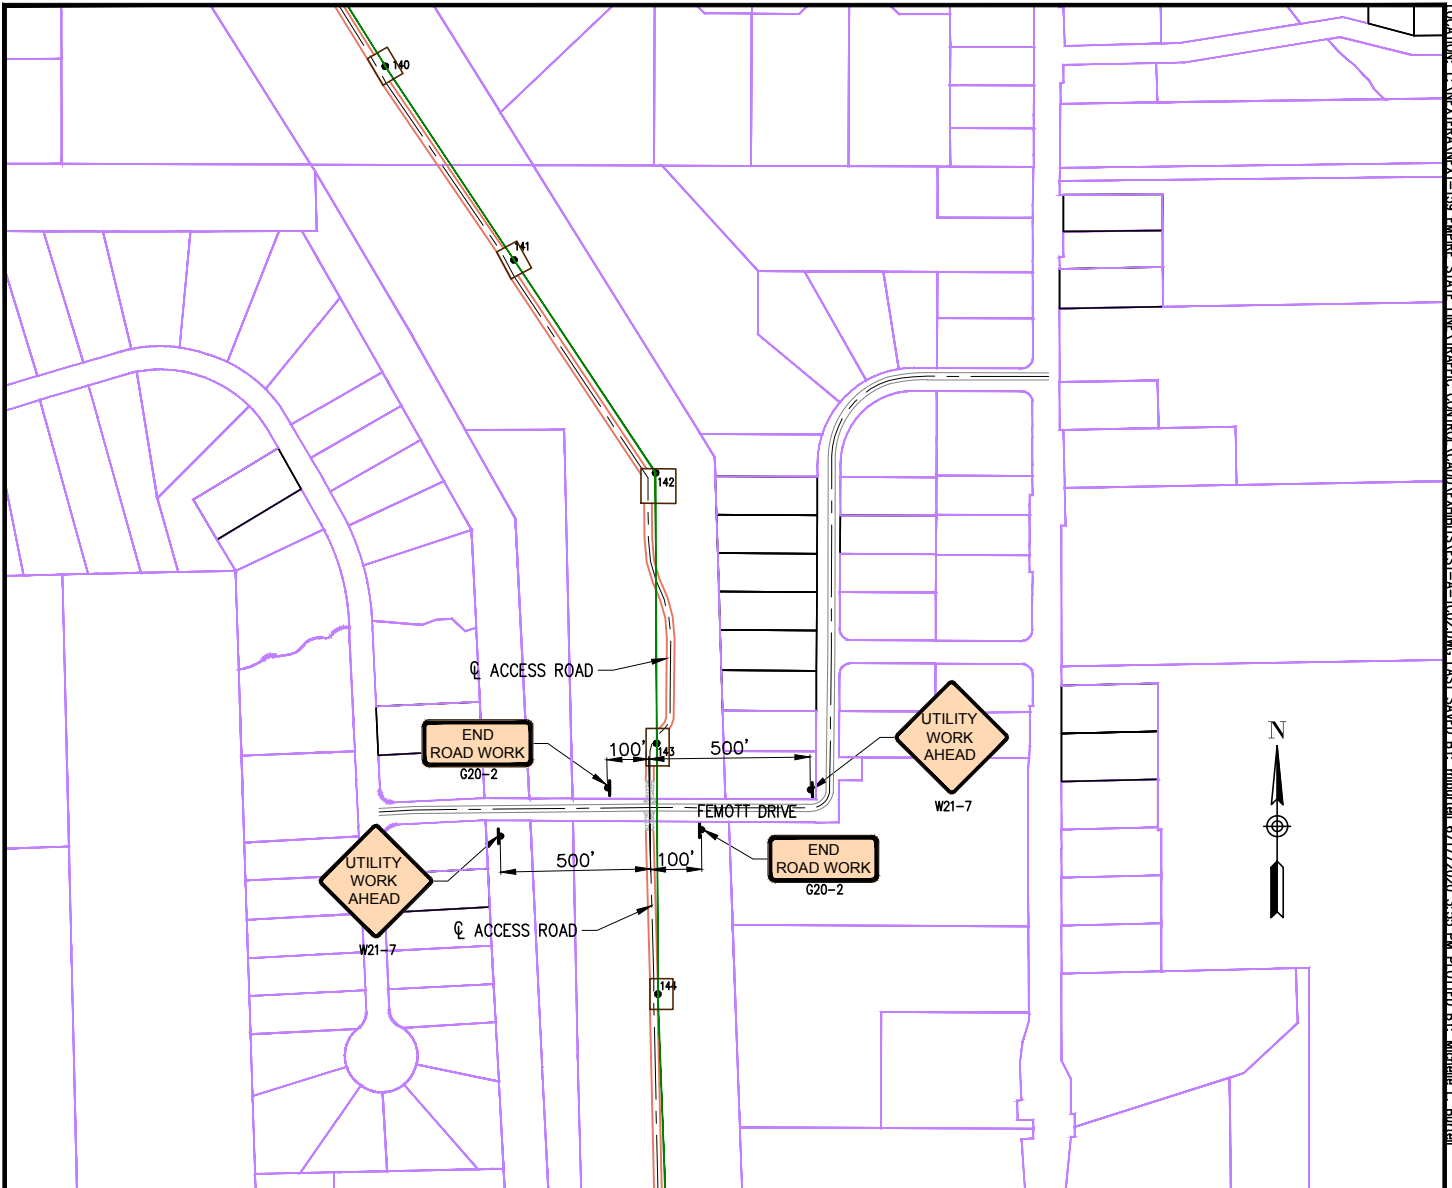 140
141
142
℄ ACCESS ROAD
END
ROAD WORK
G20-2
100'
500'
143
UTILITY
WORK
AHEAD
W21-7
FEMOTT DRIVE
UTILITY
WORK
AHEAD
W21-7
500'
100'
END
ROAD WORK
G20-2
℄ ACCESS ROAD
144
N